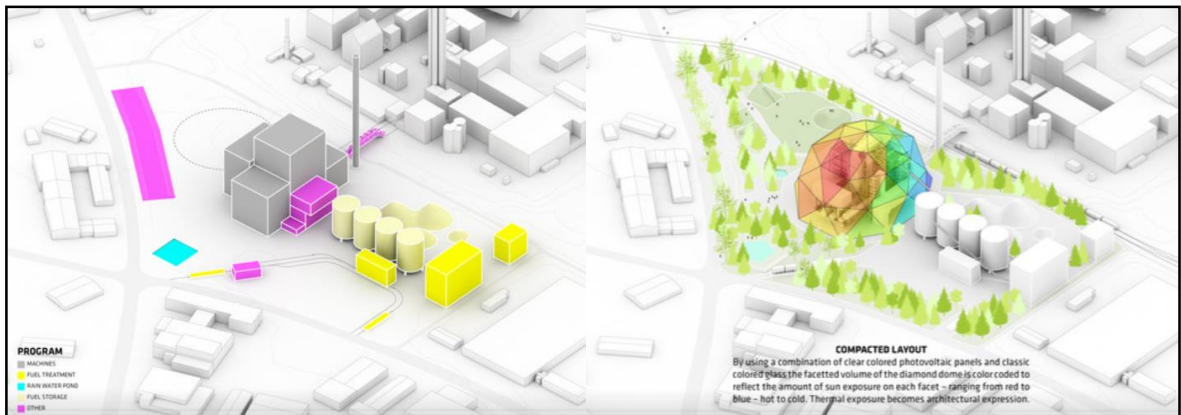 PROGRAM
MACHINES
FUEL TREATMENT
RAIN WATER POND
FUEL STORAGE
OTHER
COMPACTED LAYOUT
By using a combination of clear colored photovoltaic panels and classic
colored glass the facetted volume of the diamond dome is color coded to
reflect the amount of sun exposure on each facet – ranging from red to
blue – hot to cold. Thermal exposure becomes architectural expression.